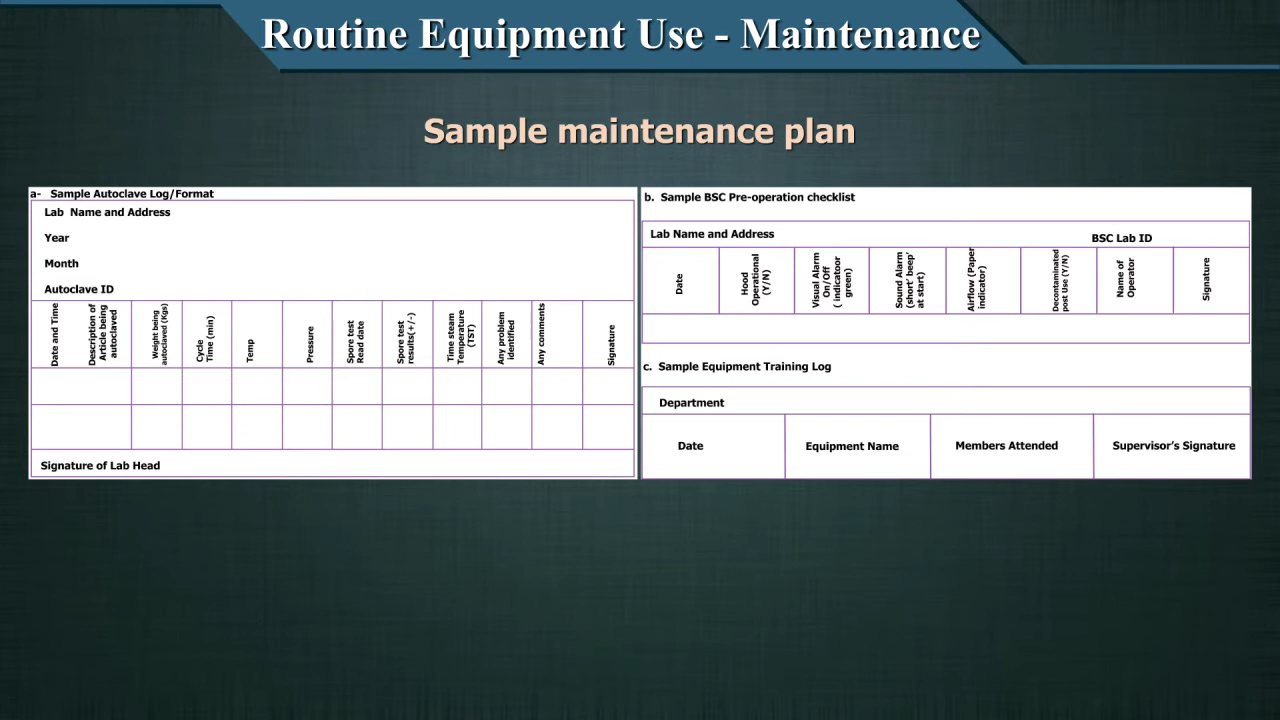 Routine Equipment Use - Maintenance
Sample maintenance plan
a- Sample Autoclave Log/Format
Lab Name and Address
Year
Month
Autoclave ID
Date and Time
Description of
Article being
autoclaved
Weight being
autoclaved (Kgs)
Cycle
Time (min)
Temp
Pressure
Spore test
Read date
Spore test
results(+/-)
Time steam
Temperature
(TST)
Any problem
identified
Any comments
Signature
Signature of Lab Head
b. Sample BSC Pre-operation checklist
Lab Name and Address
BSC Lab ID
Date
Hood
Operational
(Y/N)
Visual Alarm
On/Off
( indicatoor
green)
Sound Alarm
(short’ beep’
at start)
Airflow (Paper
indicator)
Decontaminated
post Use (Y/N)
Name of
Operator
Signature
c. Sample Equipment Training Log
Department
Date
Equipment Name
Members Attended
Supervisor’s Signature